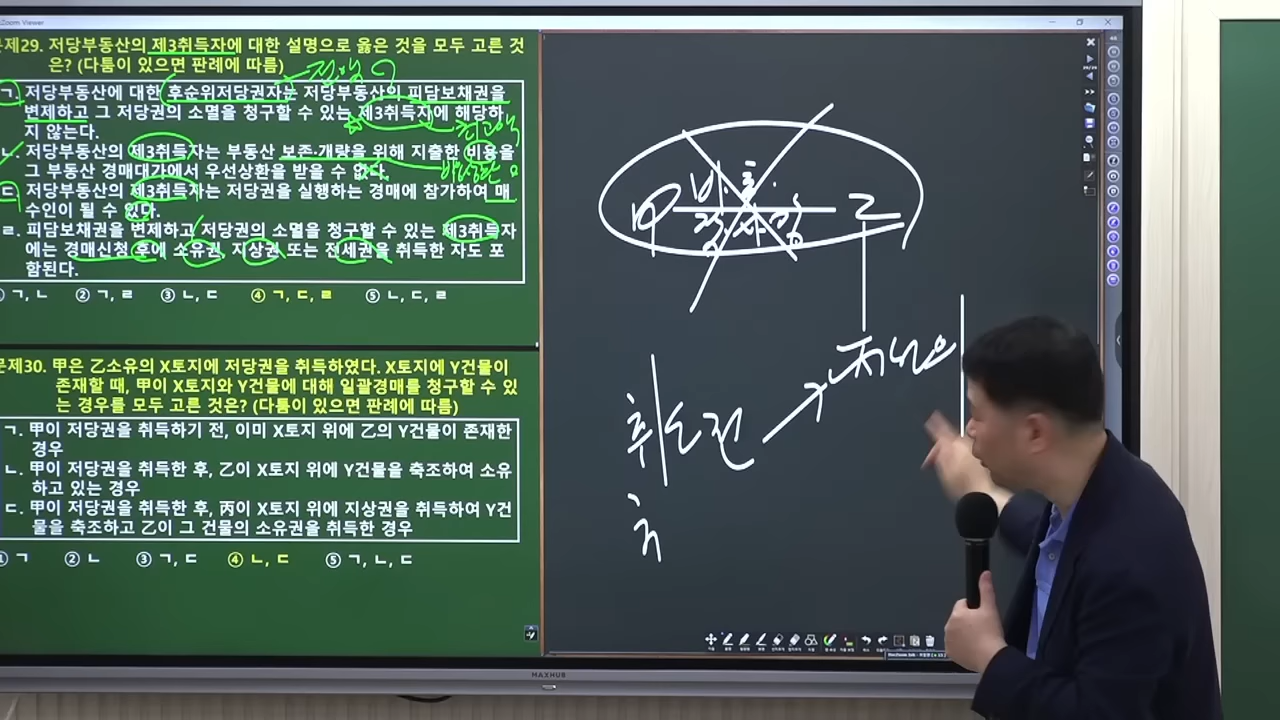 Zoom Viewer
문제29. 저당부동산의 제3취득자에 대한 설명으로 옳은 것을 모두 고른 것
은? (다툼이 있으면 판례에 따름)
ㄱ. 저당부동산에 대한 후순위저당권자는 저당부동산의 피담보채권을
변제하고 그 저당권의 소멸을 청구할 수 있는 제3취득자에 해당하
지 않는다.
ㄴ. 저당부동산의 제3취득자는 부동산 보존·개량을 위해 지출한 비용을
그 부동산 경매대가에서 우선상환을 받을 수 없다.
ㄷ. 저당부동산의 제3취득자는 저당권을 실행하는 경매에 참가하여 매
수인이 될 수 있다.
ㄹ. 피담보채권을 변제하고 저당권의 소멸을 청구할 수 있는 제3취득자
에는 경매신청 후에 소유권, 지상권 또는 전세권을 취득한 자도 포
함된다.
① ㄱ, ㄴ ② ㄱ, ㄹ ③ ㄴ, ㄷ ④ ㄱ, ㄷ, ㄹ ⑤ ㄴ, ㄷ, ㄹ
문제30. 甲은 乙소유의 X토지에 저당권을 취득하였다. X토지에 Y건물이
존재할 때, 甲이 X토지와 Y건물에 대해 일괄경매를 청구할 수 있
는 경우를 모두 고른 것은? (다툼이 있으면 판례에 따름)
ㄱ. 甲이 저당권을 취득하기 전, 이미 X토지 위에 乙의 Y건물이 존재한
경우
ㄴ. 甲이 저당권을 취득한 후, 乙이 X토지 위에 Y건물을 축조하여 소유
하고 있는 경우
ㄷ. 甲이 저당권을 취득한 후, 丙이 X토지 위에 지상권을 취득하여 Y건
물을 축조하고 乙이 그 건물의 소유권을 취득한 경우
① ㄱ ② ㄴ ③ ㄱ, ㄷ ④ ㄴ, ㄷ ⑤ ㄱ, ㄴ, ㄷ
甲 乙
취소전
취
MAXHUB